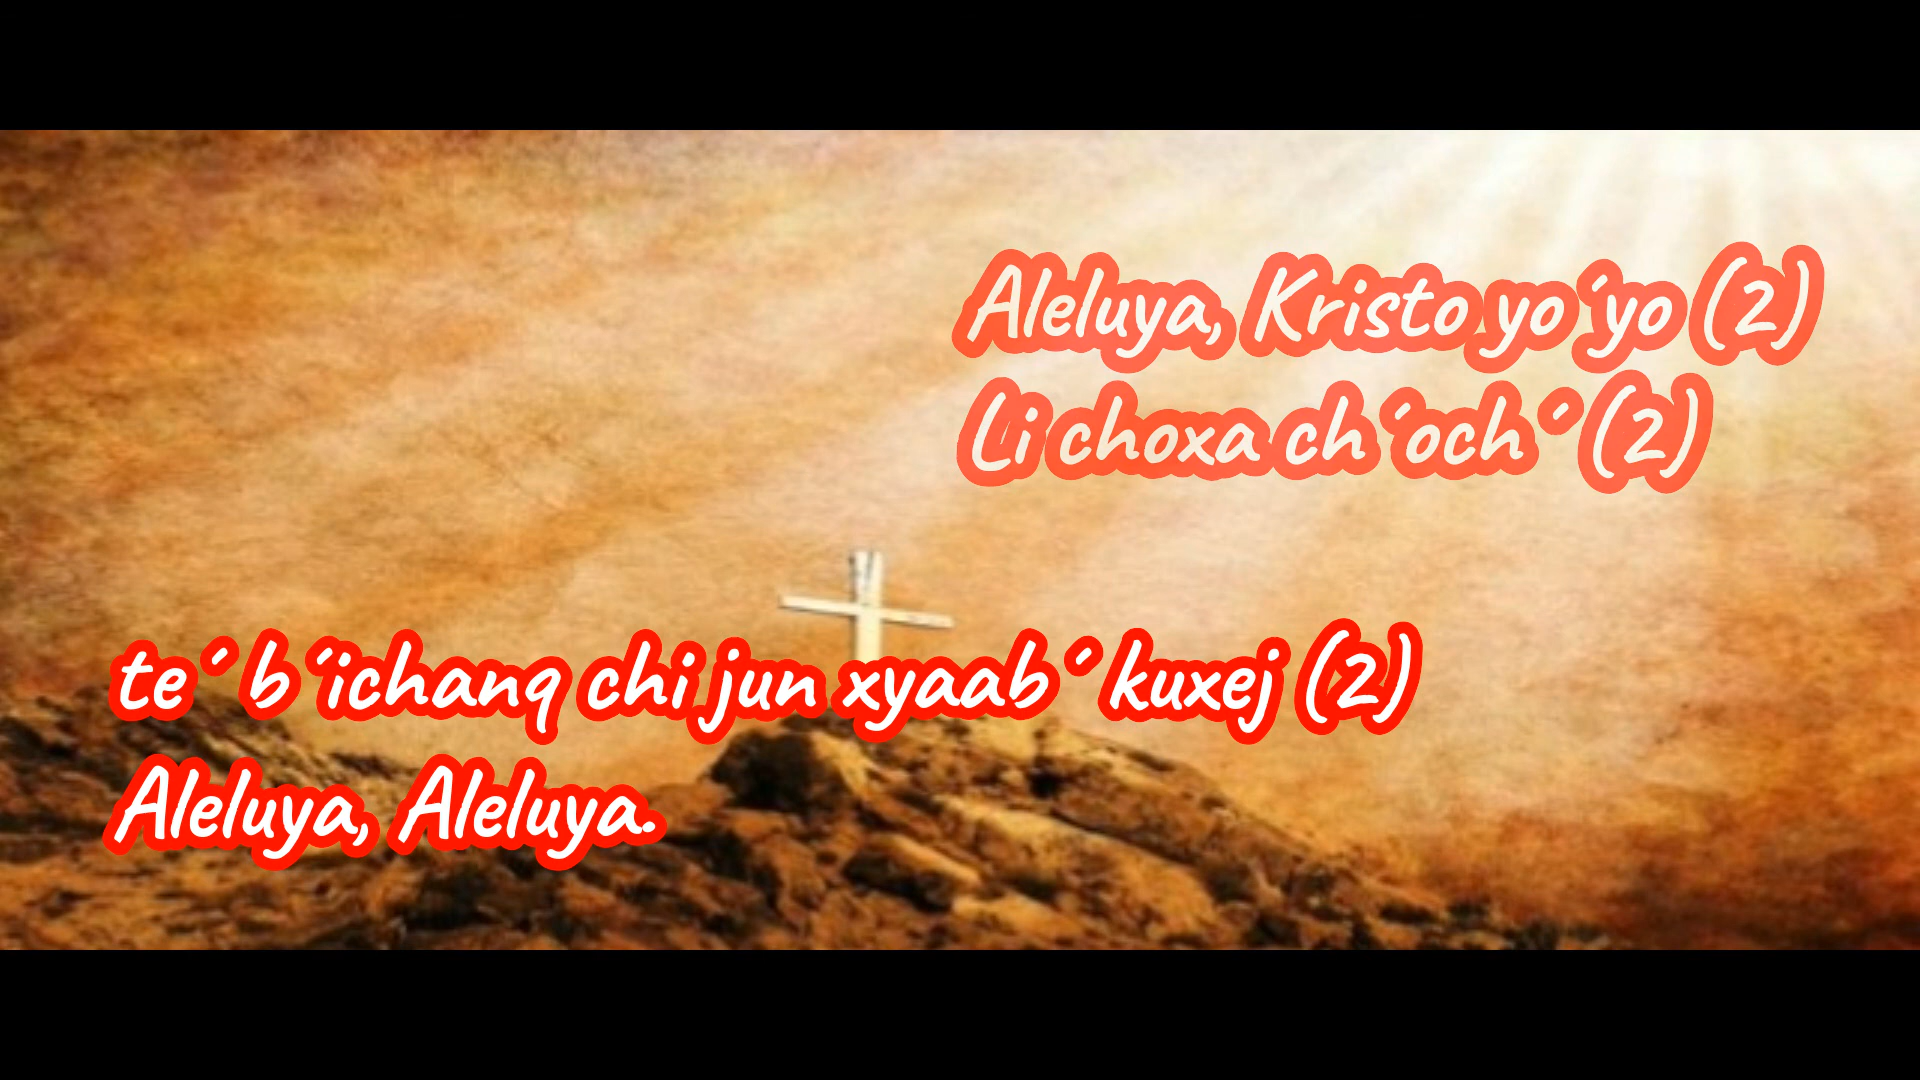 Aleluya, Kristo yo´yo (2)
Li choxa ch´och´ (2)
te´ b´ichanq chi jun xyaab´ kuxej (2)
Aleluya, Aleluya.